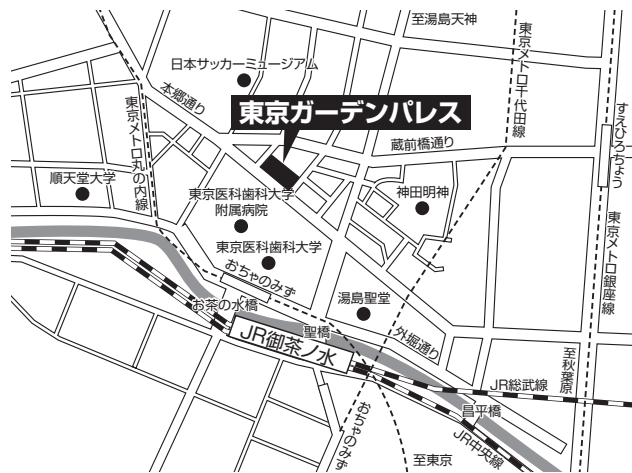 至湯島天神
日本サッカーミュージアム
本郷通り
東京メトロ千代田線
東京ガーデンパレス
すえひろちょう
東京メトロ丸の内線
蔵前橋通り
順天堂大学
東京医科歯科大学
附属病院
神田明神
東京医科歯科大学
東京メトロ銀座線
おちゃのみず
湯島聖堂
お茶の水橋
聖橋
外堀通り
JR御茶ノ水
至秋葉原
JR総武線
昌平橋
おちゃのみず
JR中央線
至東京